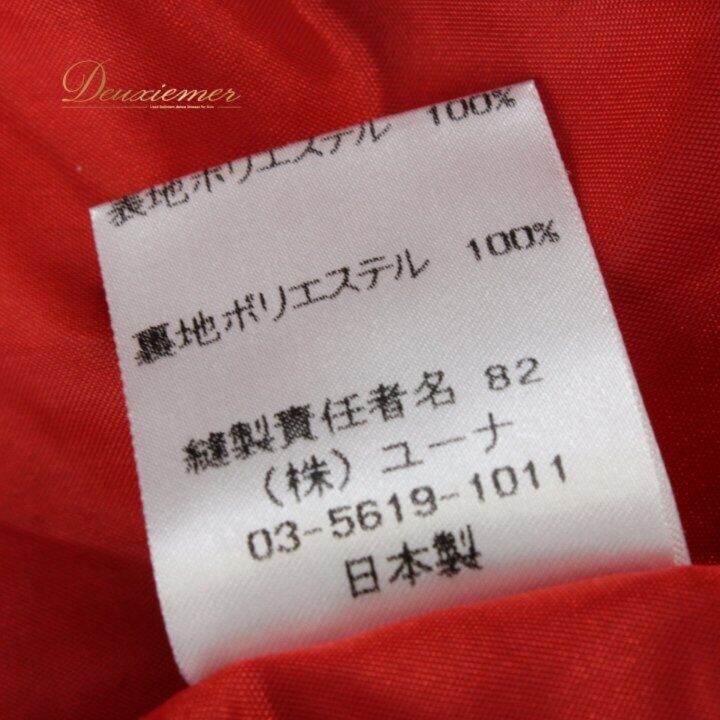 Deuxiemer
表地ポリエステル 100%
裏地ポリエステル 100%
縫製責任者名 82
(株) ユーナ
03-5619-1011
日本製